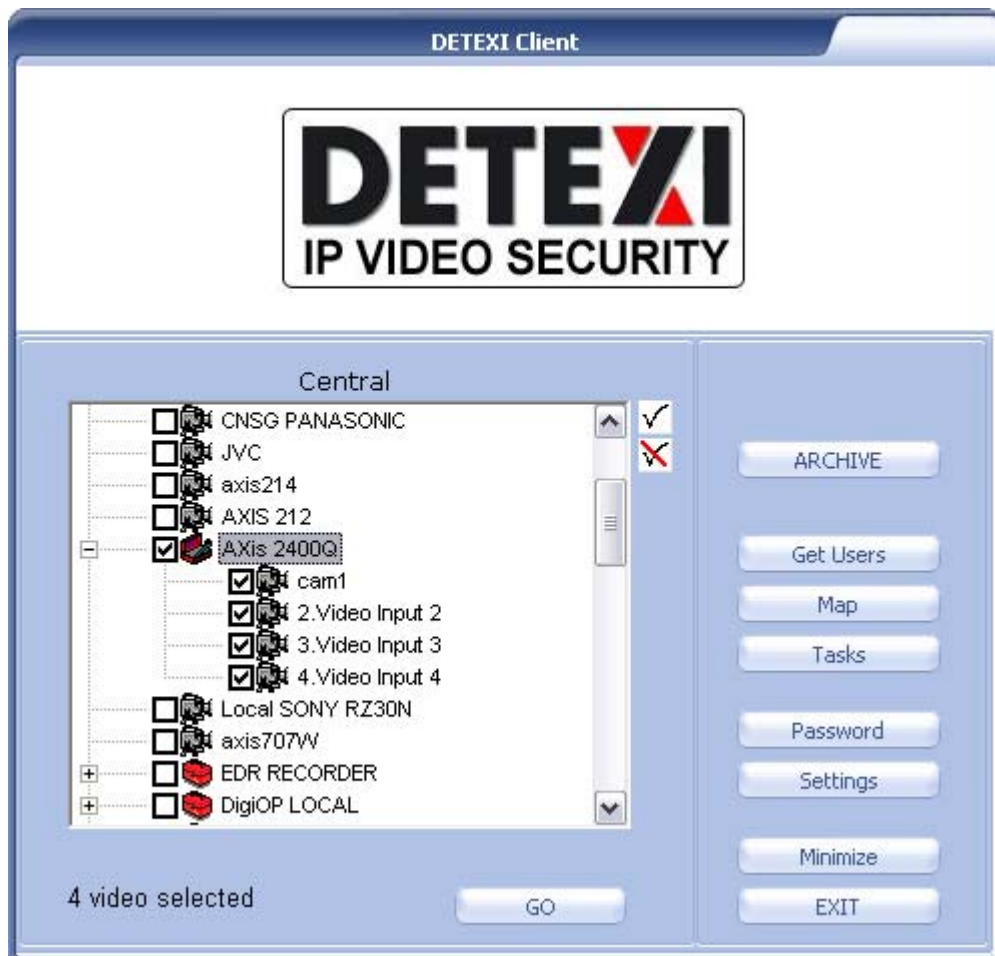 DETEXI Client
DETEXI
IP VIDEO SECURITY
Central
CNSG PANASONIC
JVC
axis214
AXIS 212
AXis 2400Q
cam1
2.Video Input 2
3.Video Input 3
4.Video Input 4
Local SONY RZ30N
axis707W
EDR RECORDER
DigiOP LOCAL
4 video selected
GO
ARCHIVE
Get Users
Map
Tasks
Password
Settings
Minimize
EXIT